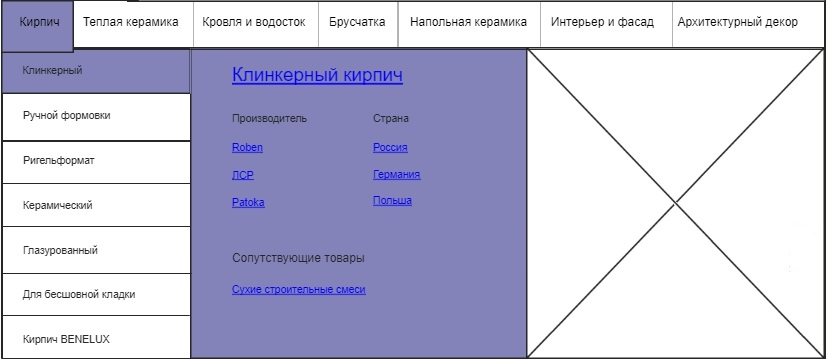 Кирпич
Теплая керамика
Кровля и водосток
Брусчатка
Напольная керамика
Интерьер и фасад
Архитектурный декор
Клинкерный
Ручной формовки
Ригельформат
Керамический
Глазурованный
Для бесшовной кладки
Кирпич BENELUX
Клинкерный кирпич
Производитель
Roben
ЛСР
Patoka
Страна
Россия
Германия
Польша
Сопутствующие товары
Сухие строительные смеси